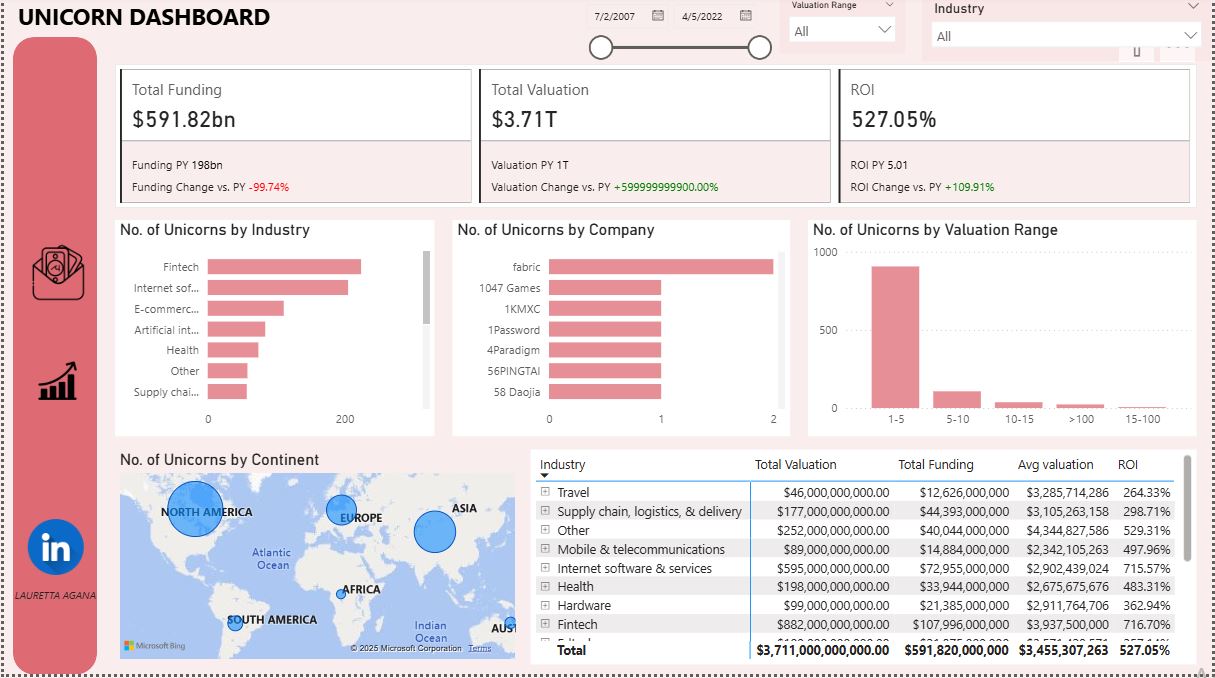 UNICORN DASHBOARD
7/2/2007
4/5/2022
Valuation Range
All
Industry
All
Total Funding
$591.82bn
Funding PY 198bn
Funding Change vs. PY -99.74%
Total Valuation
$3.71T
Valuation PY 1T
Valuation Change vs. PY +599999999900.00%
ROI
527.05%
ROI PY 5.01
ROI Change vs. PY +109.91%
No. of Unicorns by Industry
Fintech
Internet sof...
E-commerc...
Artificial int...
Health
Other
Supply chai...
0 200
No. of Unicorns by Company
fabric
1047 Games
1KMXC
1Password
4Paradigm
56PINGTAI
58 Daojia
0 1 2
No. of Unicorns by Valuation Range
1000
500
0
1-5 5-10 10-15 >100 15-100
LAURETTA AGANA
No. of Unicorns by Continent
NORTH AMERICA
EUROPE
ASIA
Atlantic
Ocean
AFRICA
SOUTH AMERICA
Indian
Ocean
AUST
Microsoft Bing
© 2025 Microsoft Corporation Terms
Industry Total Valuation Total Funding Avg valuation ROI
Travel $46,000,000,000.00 $12,626,000,000 $3,285,714,286 264.33%
Supply chain, logistics, & delivery $177,000,000,000.00 $44,393,000,000 $3,105,263,158 298.71%
Other $252,000,000,000.00 $40,044,000,000 $4,344,827,586 529.31%
Mobile & telecommunications $89,000,000,000.00 $14,884,000,000 $2,342,105,263 497.96%
Internet software & services $595,000,000,000.00 $72,955,000,000 $2,902,439,024 715.57%
Health $198,000,000,000.00 $33,944,000,000 $2,675,675,676 483.31%
Hardware $99,000,000,000.00 $21,385,000,000 $2,911,764,706 362.94%
Fintech $882,000,000,000.00 $107,996,000,000 $3,937,500,000 716.70%
Total $3,711,000,000,000.00 $591,820,000,000 $3,455,307,263 527.05%